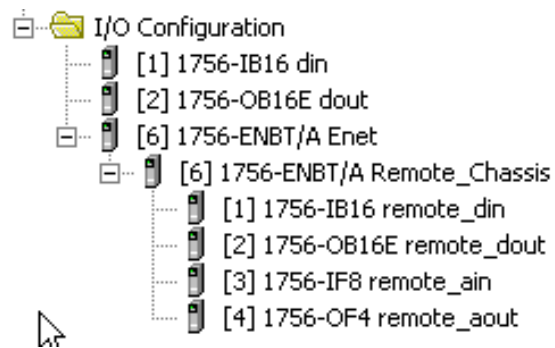 I/O Configuration
[1] 1756-IB16 din
[2] 1756-OB16E dout
[6] 1756-ENBT/A Enet
[6] 1756-ENBT/A Remote_Chassis
[1] 1756-IB16 remote_din
[2] 1756-OB16E remote_dout
[3] 1756-IF8 remote_ain
[4] 1756-OF4 remote_aout